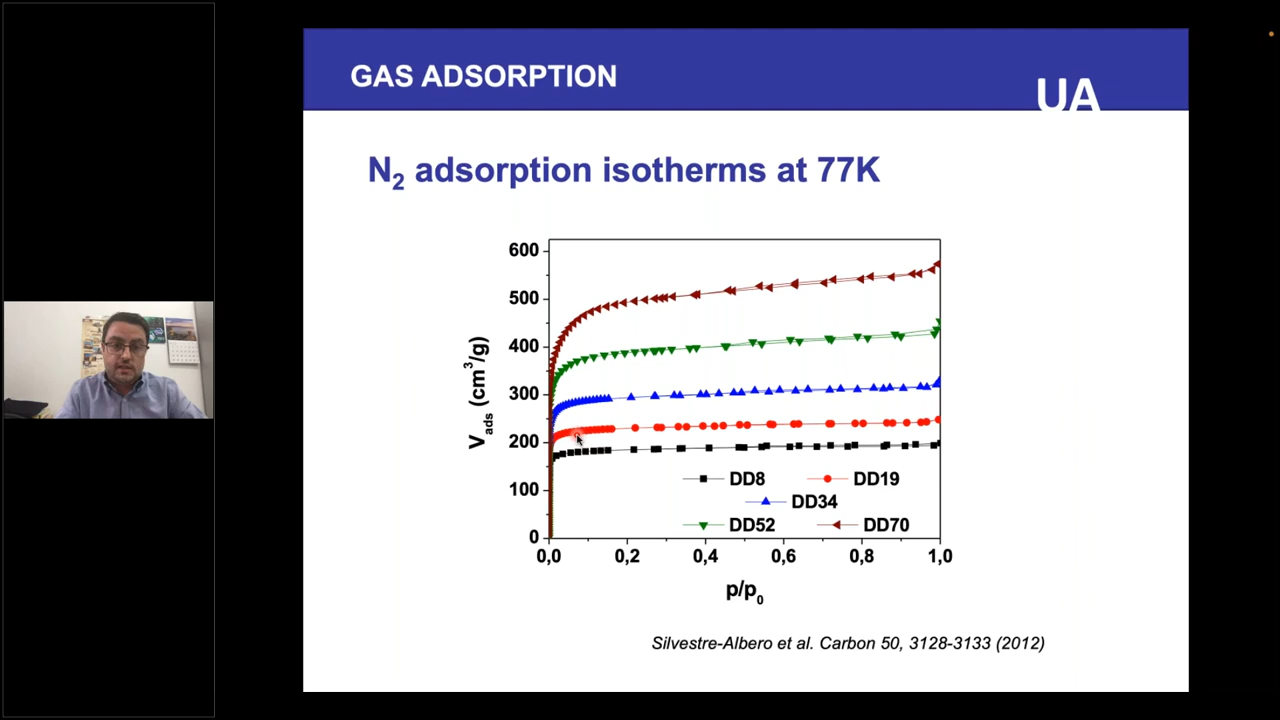 GAS ADSORPTION
UA
N2 adsorption isotherms at 77K
600
500
400
300
200
100
0
Vads (cm3/g)
DD8
DD19
DD34
DD52
DD70
0,0
0,2
0,4
0,6
0,8
1,0
p/p0
Silvestre-Albero et al. Carbon 50, 3128-3133 (2012)